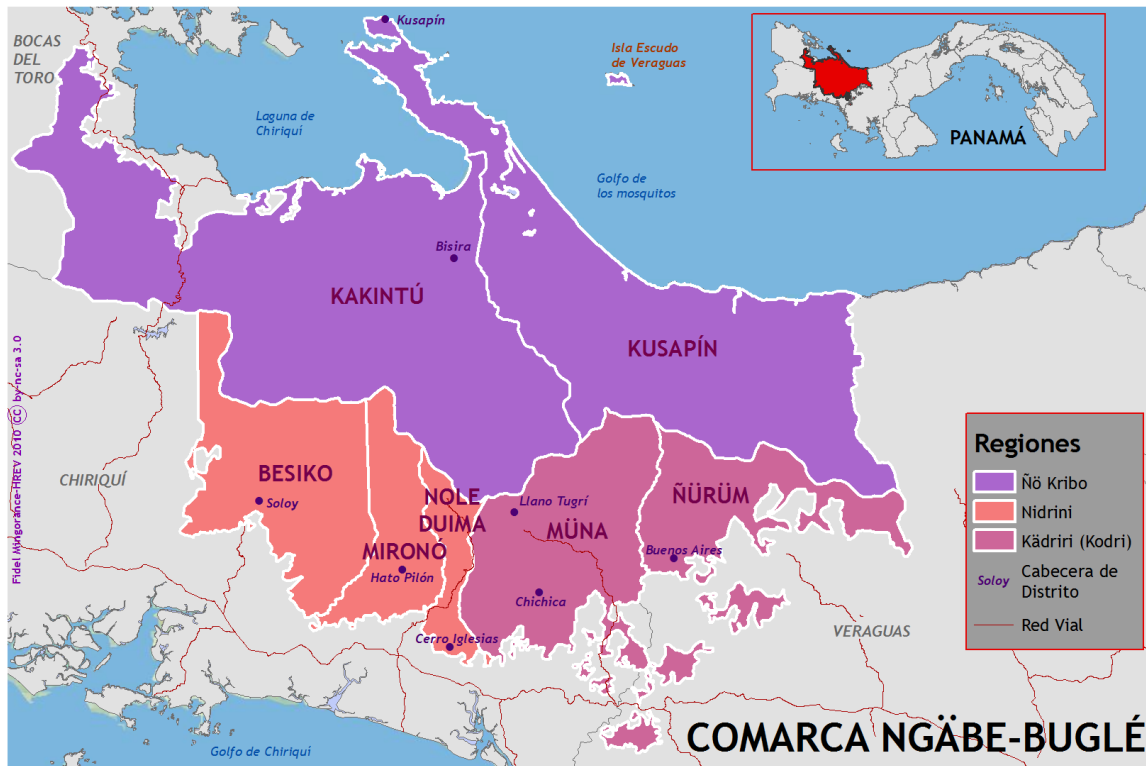 BOCAS
DEL
TORO
Kusapín
Isla Escudo
de Veraguas
PANAMÁ
Laguna de
Chiriquí
Golfo de
los mosquitos
Bisira
KAKINTÚ
KUSAPÍN
Fidel Mingorance-HREV 2010 CC by-nc-sa 3.0
CHIRIQUÍ
BESIKO
Soloy
NOLE
DUIMA
MIRONÓ
Hato Pilón
Llano Tugrí
MÜNA
ÑÜRÜM
Buenos Aires
Chichica
Cerro Iglesias
VERAGUAS
Regiones
Ñö Kribo
Nidrini
Kädriri (Kodri)
Soloy Cabecera de
Distrito
Red Vial
Golfo de Chiriquí
COMARCA NGÄBE-BUGLÉ